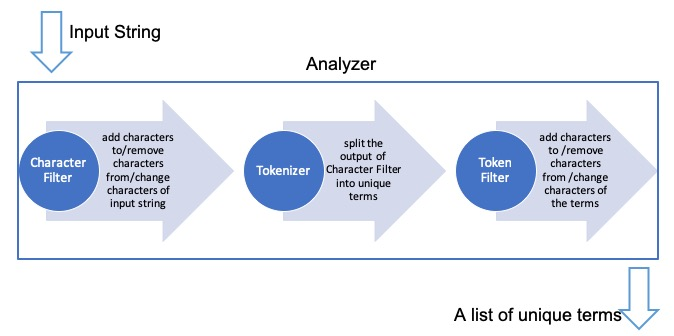 Input String
Analyzer
Character
Filter
add characters
to/remove
characters
from/change
characters of
input string
Tokenizer
split the
output of
Character Filter
into unique
terms
Token
Filter
add characters
to /remove
characters
from /change
characters of
the terms
A list of unique terms